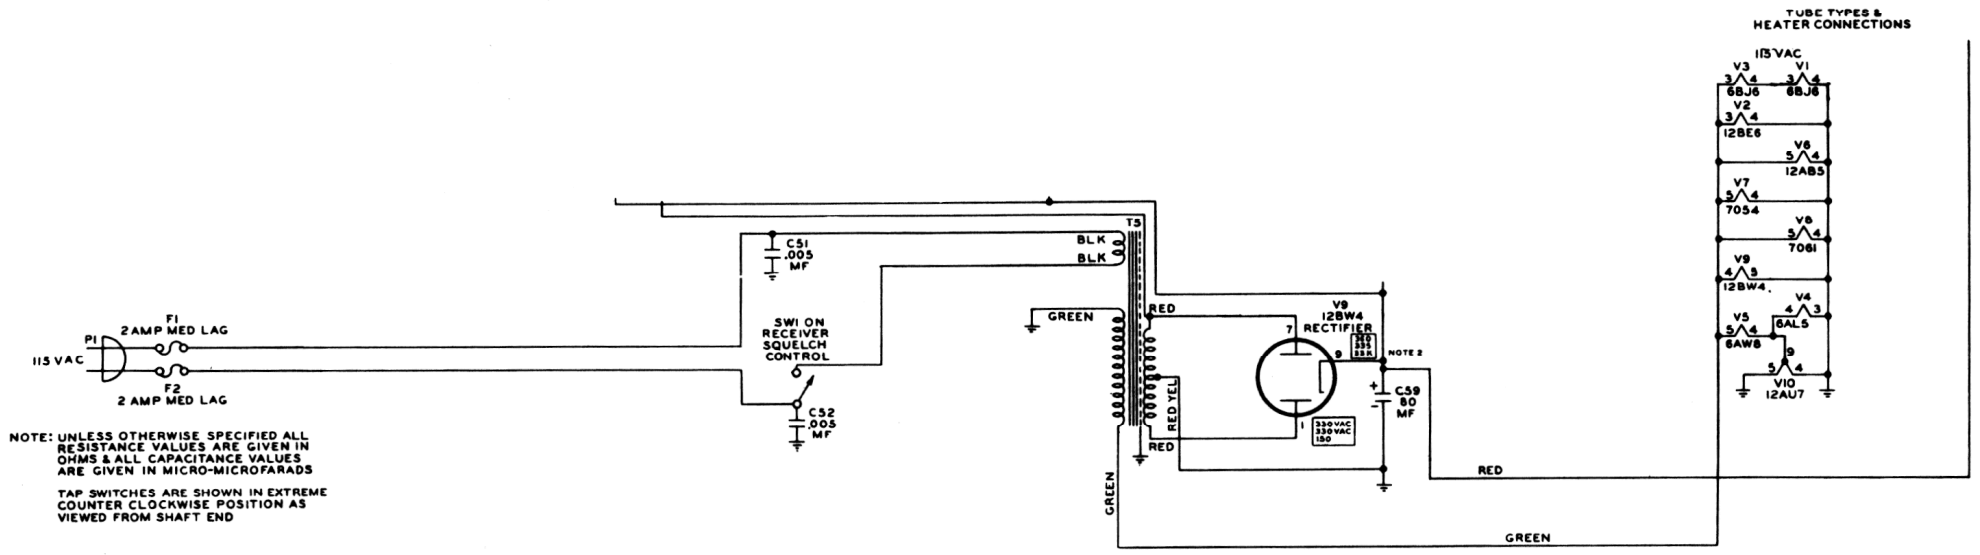 TUBE TYPES &
HEATER CONNECTIONS
115 VAC
V3
V1
3 4
3 4
6BJ6
6BJ6
V2
3 4
12BE6
V6
5 4
12AB5
V7
5 4
7054
V8
5 4
7061
V9
4 5
12BW4
V4
4 3
6AL5
V5
5 4
6AW8
9
5 4
V10
12AU7
T5
BLK
BLK
C51
.005
MF
GREEN
RED
V9
12BW4
RECTIFIER
7
9
360
335
NOTE 2
F1
2 AMP MED LAG
P1
115 VAC
F2
2 AMP MED LAG
SW1 ON
RECEIVER
SQUELCH
CONTROL
C52
.005
MF
RED YEL
+
-
C59
80
MF
1
330 VAC
330 VAC
150
RED
RED
GREEN
GREEN
NOTE: UNLESS OTHERWISE SPECIFIED ALL
RESISTANCE VALUES ARE GIVEN IN
OHMS & ALL CAPACITANCE VALUES
ARE GIVEN IN MICRO-MICROFARADS
TAP SWITCHES ARE SHOWN IN EXTREME
COUNTER CLOCKWISE POSITION AS
VIEWED FROM SHAFT END